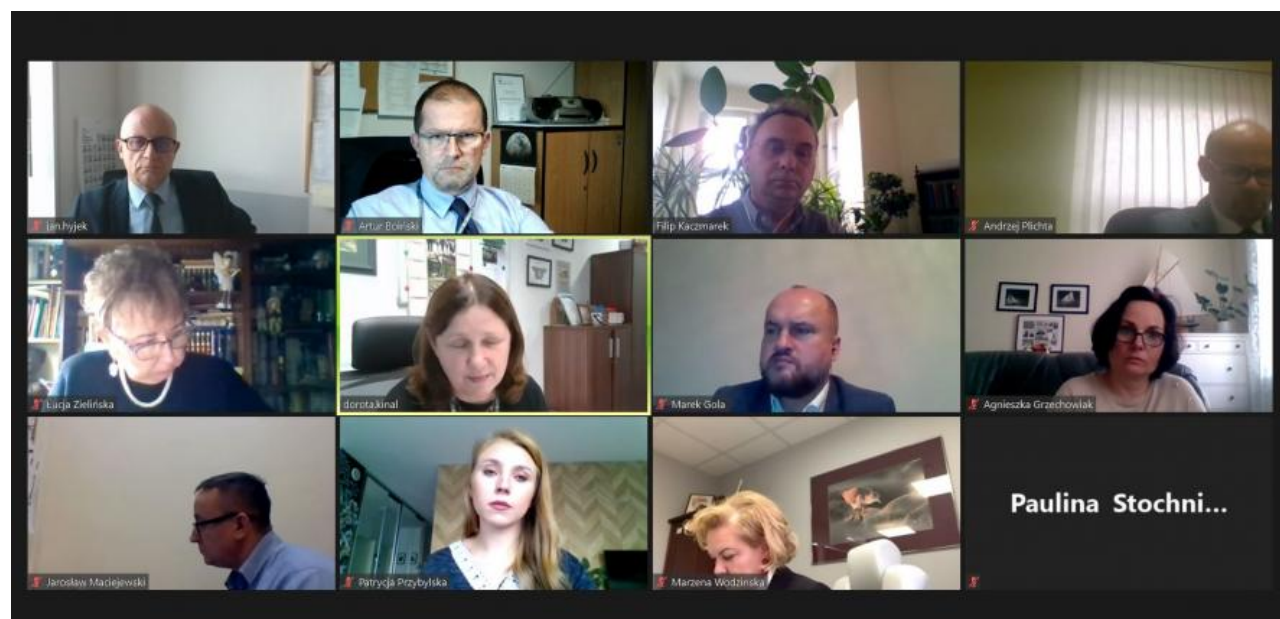 jan.hyjek
Artur Boliński
Filip Kaczmarek
Andrzej Plichta
Łucja Zielińska
dorota.kinal
Marek Gola
Agnieszka Grzechowiak
Jarosław Maciejewski
Patrycja Przybylska
Marzena Wodzińska
Paulina Stochni...